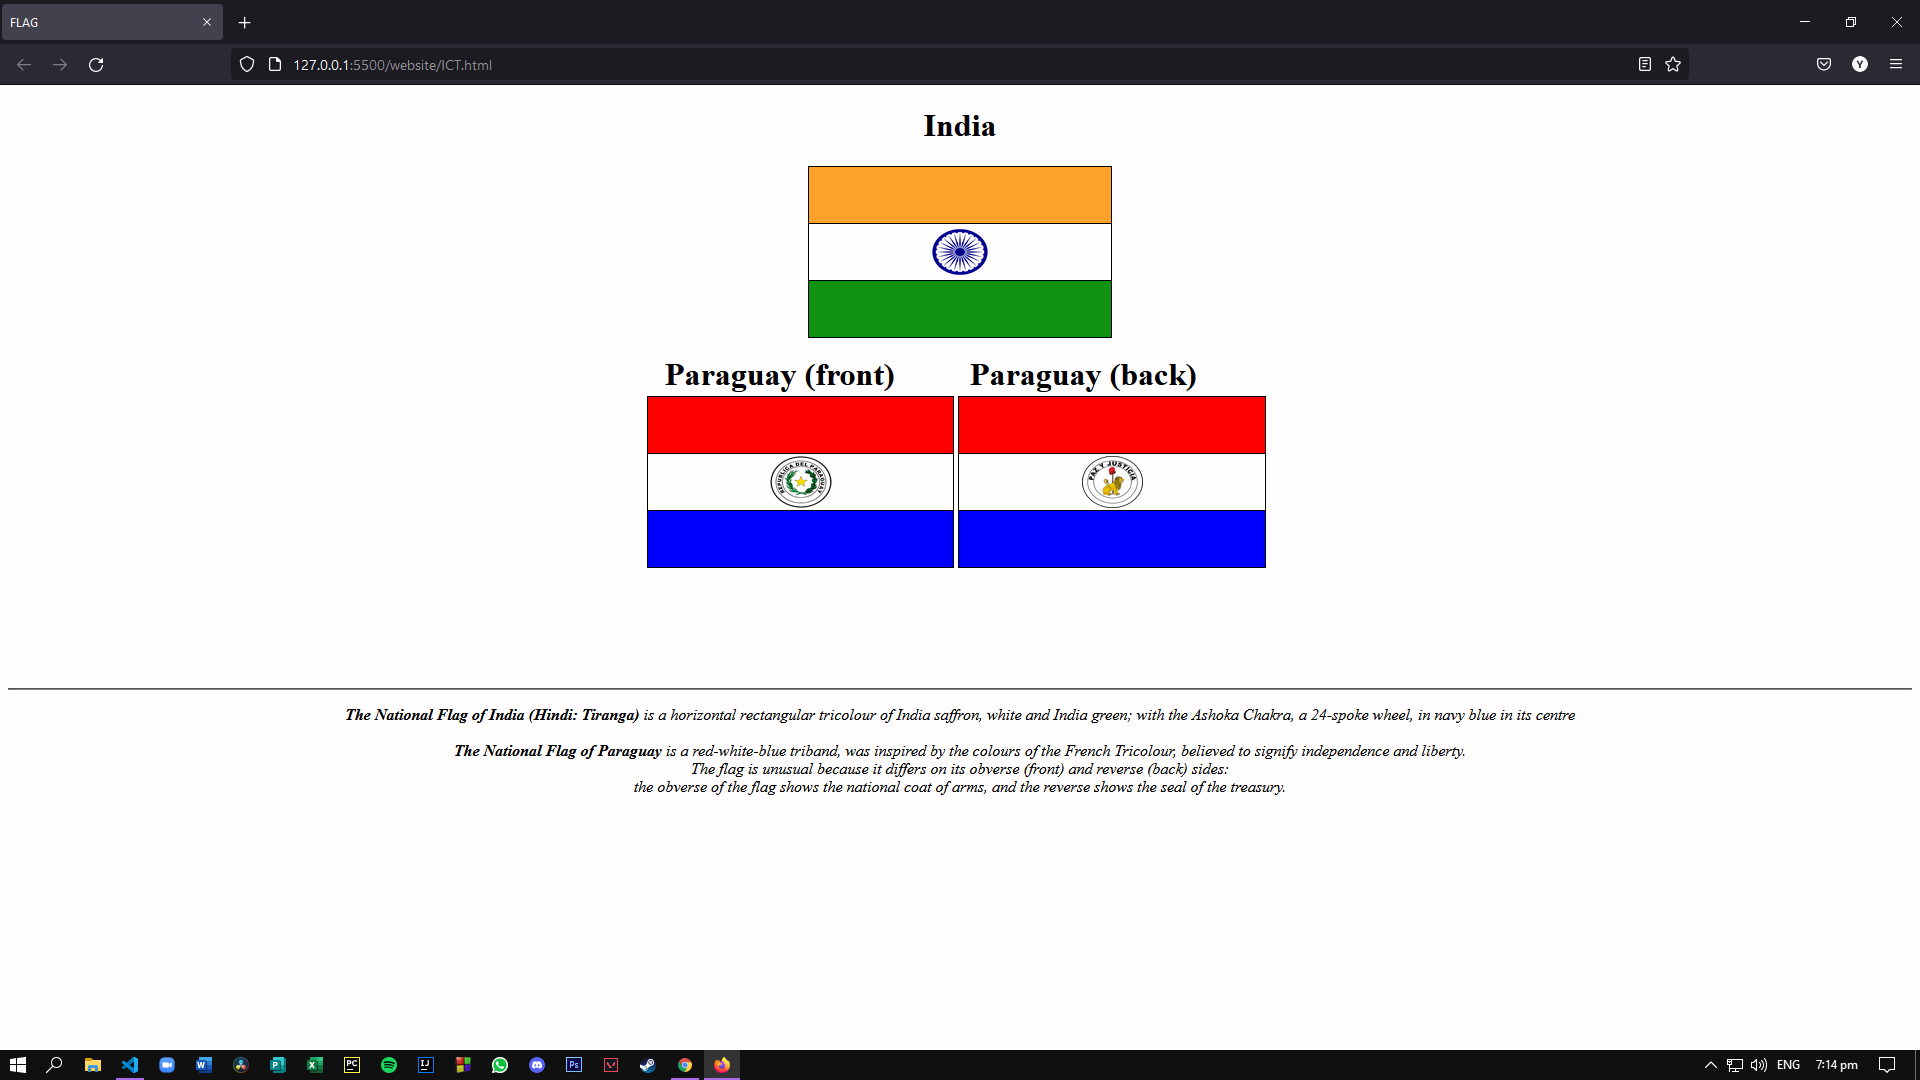 FLAG
127.0.0.1:5500/website/ICT.html
Y
India
Paraguay (front) Paraguay (back)
REPUBLICA DEL PARAGUAY
PAZ Y JUSTICIA
The National Flag of India (Hindi: Tiranga) is a horizontal rectangular tricolour of India saffron, white and India green; with the Ashoka Chakra, a 24-spoke wheel, in navy blue in its centre
The National Flag of Paraguay is a red-white-blue triband, was inspired by the colours of the French Tricolour, believed to signify independence and liberty.
The flag is unusual because it differs on its obverse (front) and reverse (back) sides:
the obverse of the flag shows the national coat of arms, and the reverse shows the seal of the treasury.
W P X PC IJ Ps
ENG 7:14 pm